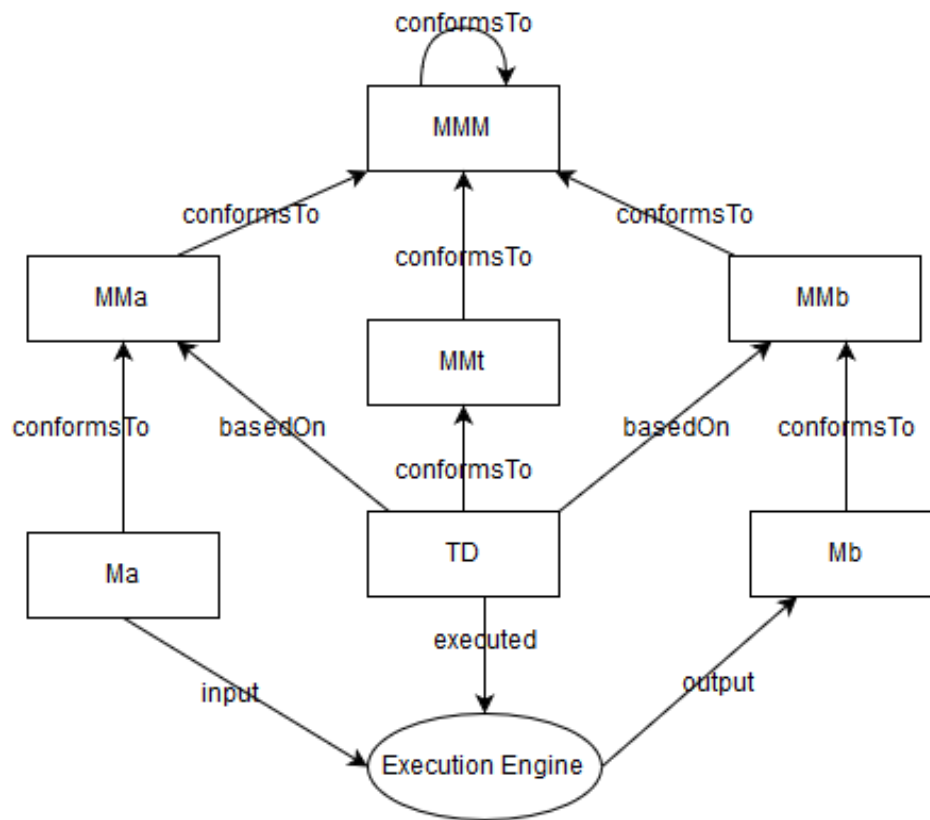 conformsTo
MMM
conformsTo
conformsTo
conformsTo
MMa
MMb
MMt
conformsTo
basedOn
basedOn
conformsTo
conformsTo
Ma
TD
Mb
executed
input
output
Execution Engine